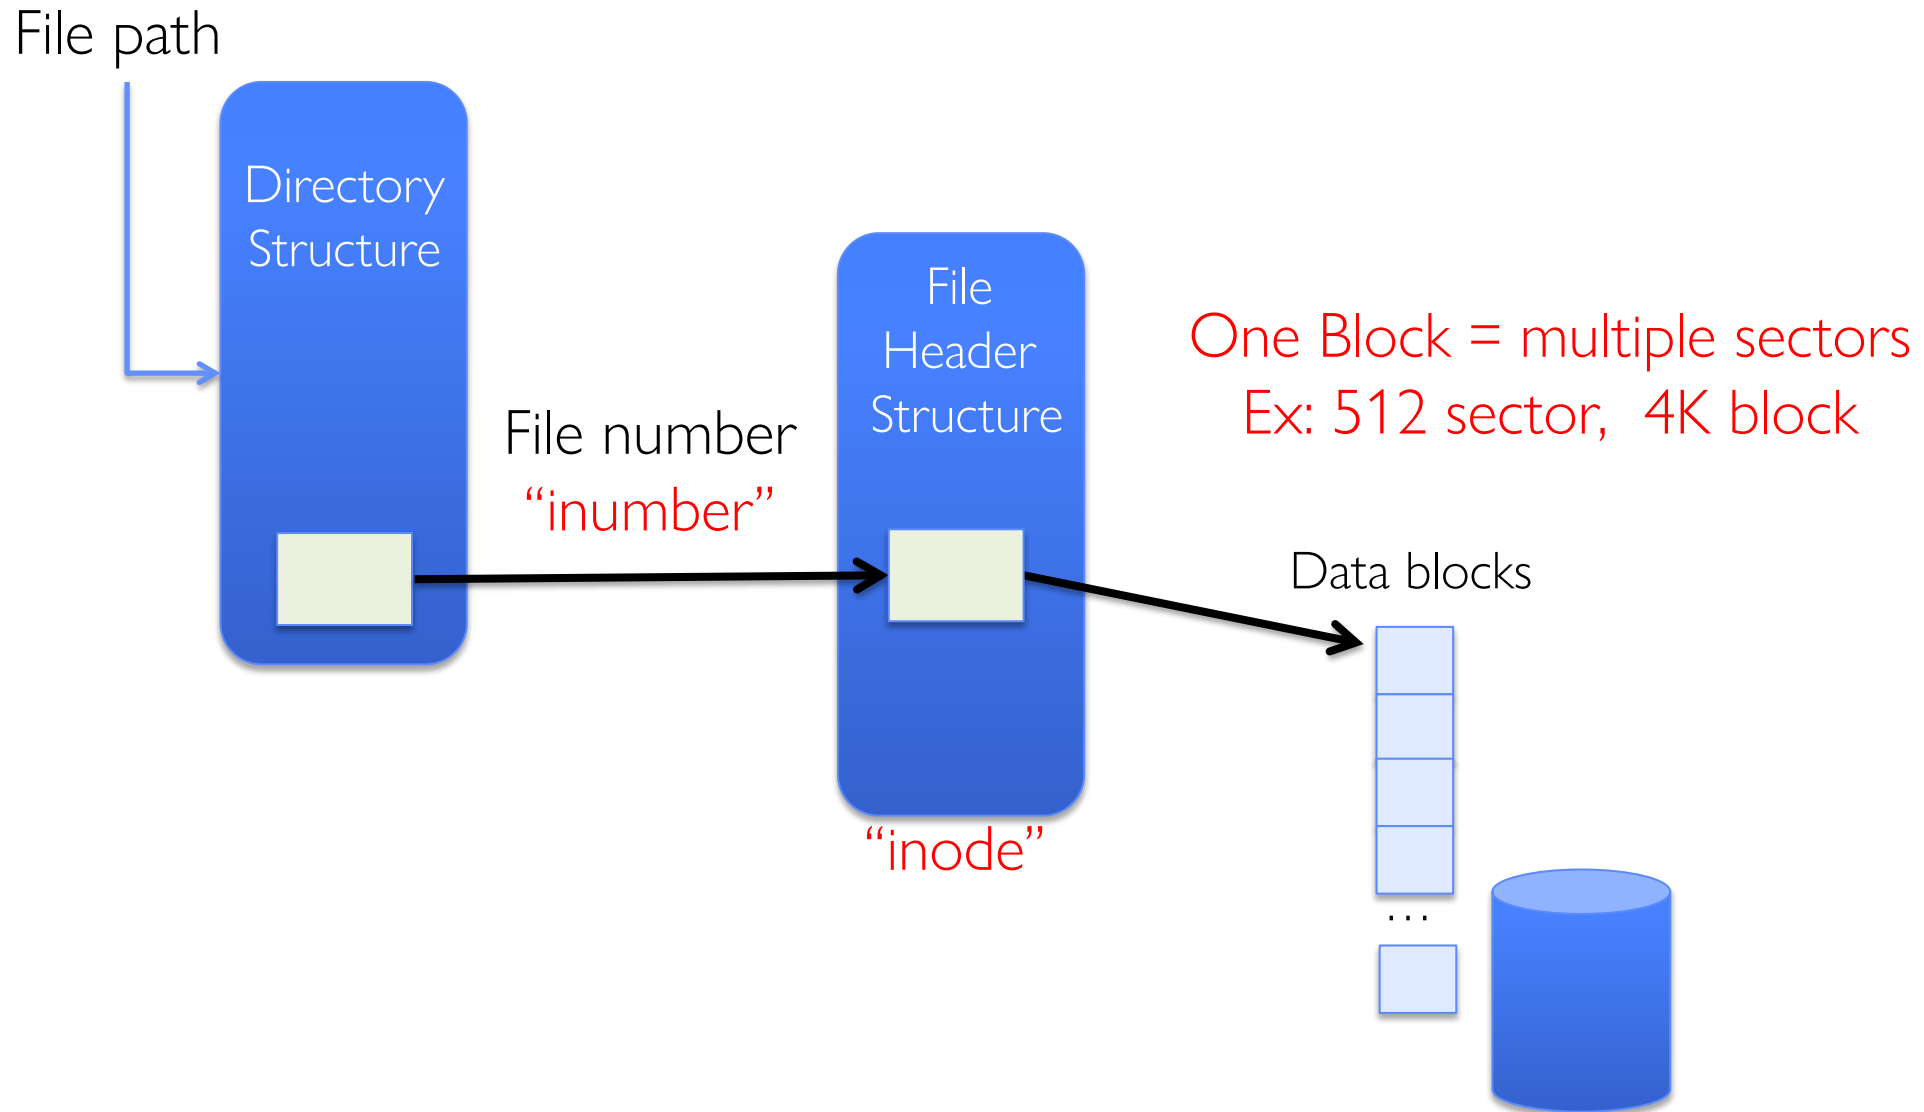 File path
Directory
Structure
File
Header
Structure
One Block = multiple sectors
Ex: 512 sector, 4K block
File number
“inumber”
Data blocks
“inode”
...